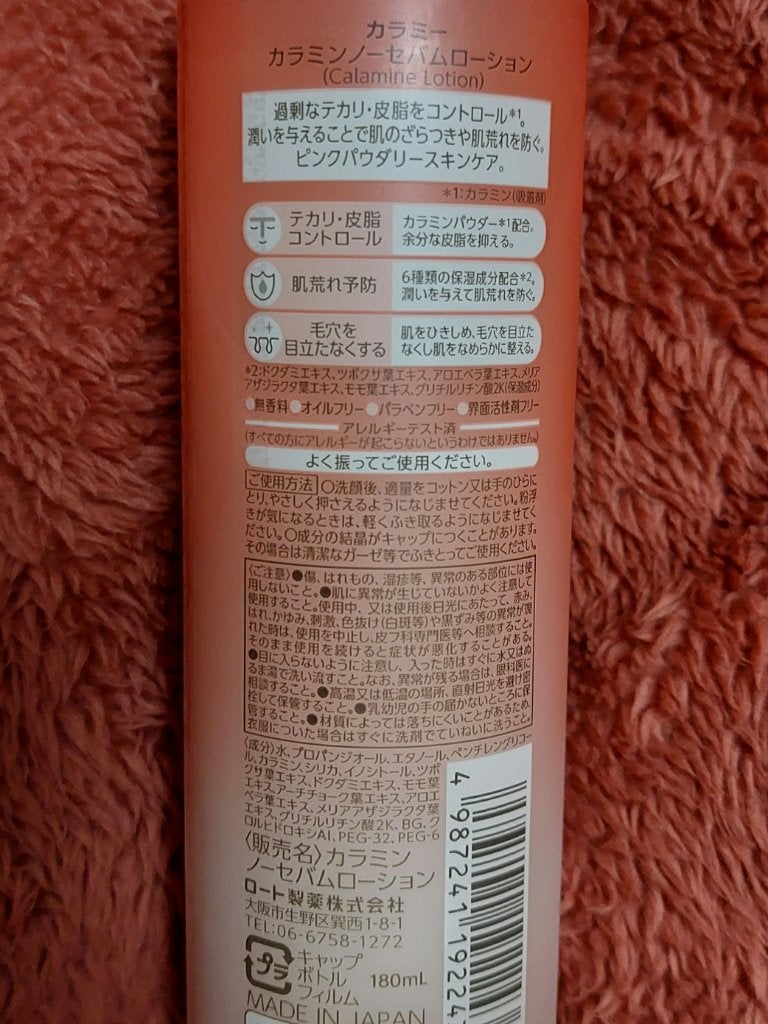 カラミー
カラミンノーセバムローション
(Calamine Lotion)
過剰なテカリ・皮脂をコントロール*1。
潤いを与えることで肌のざらつきや肌荒れを防ぐ。
ピンクパウダリースキンケア。
*1:カラミン(吸着剤)
テカリ・皮脂
コントロール
カラミンパウダー*1配合。
余分な皮脂を抑える。
肌荒れ予防
6種類の保湿成分配合*2。
潤いを与えて肌荒れを防ぐ。
毛穴を
目立たなくする
肌をひきしめ、毛穴を目立た
なくし肌をなめらかに整える。
*2:ドクダミエキス、ツボクサ葉エキス、アロエベラ葉エキス、メリア
アザジラクタ葉エキス、モモ葉エキス、グリチルリチン酸2K(保湿成分)
●無香料●オイルフリー●パラベンフリー●界面活性剤フリー
アレルギーテスト済
(すべての方にアレルギーが起こらないというわけではありません。)
よく振ってご使用ください。
ご使用方法 〇洗顔後、適量をコットン又は手のひらに
とり、やさしく押さえるようになじませてください。粉浮
きが気になるときは、軽くふき取るようになじませてく
ださい。〇成分の結晶がキャップにつくことがあります。
その場合は清潔なガーゼ等でふきとってご使用ください。
〈ご注意〉●傷、はれもの、湿疹等、異常のある部位には使
用しないこと。●肌に異常が生じていないかよく注意して
使用すること。使用中、又は使用後日光にあたって、赤み、
はれ、かゆみ、刺激、色抜け(白斑等)や黒ずみ等の異常が現
れた時は、使用を中止し、皮フ科専門医等へ相談すること。
そのまま使用を続けると症状が悪化することがある。
●目に入らないように注意し、入った時はすぐに水又はぬ
るま湯で洗い流すこと。なお、異常が残る場合は、眼科医に
相談すること。●高温又は低温の場所、直射日光を避け密
栓して保管すること。●乳幼児の手の届かないところに保
管すること。●材質によっては落ちにくいことがあるため、
衣服についた場合はすぐに洗剤でていねいに洗うこと。
〈成分〉水、プロパンジオール、エタノール、ペンチレングリコー
ル、カラミン、シリカ、イノシトール、ツボ
クサ葉エキス、ドクダミエキス、モモ葉
エキス、アーチチョーク葉エキス、アロエ
ベラ葉エキス、メリアアザジラクタ葉
エキス、グリチルリチン酸2K、BG、ク
ロルヒドロキシAl、PEG-32、PEG-6
〈販売名〉カラミン
ノーセバムローション
ロート製薬株式会社
大阪市生野区巽西1-8-1
TEL:06-6758-1272
プラ
キャップ
ボトル
フィルム
180mL
MADE IN JAPAN
4 987241 19224